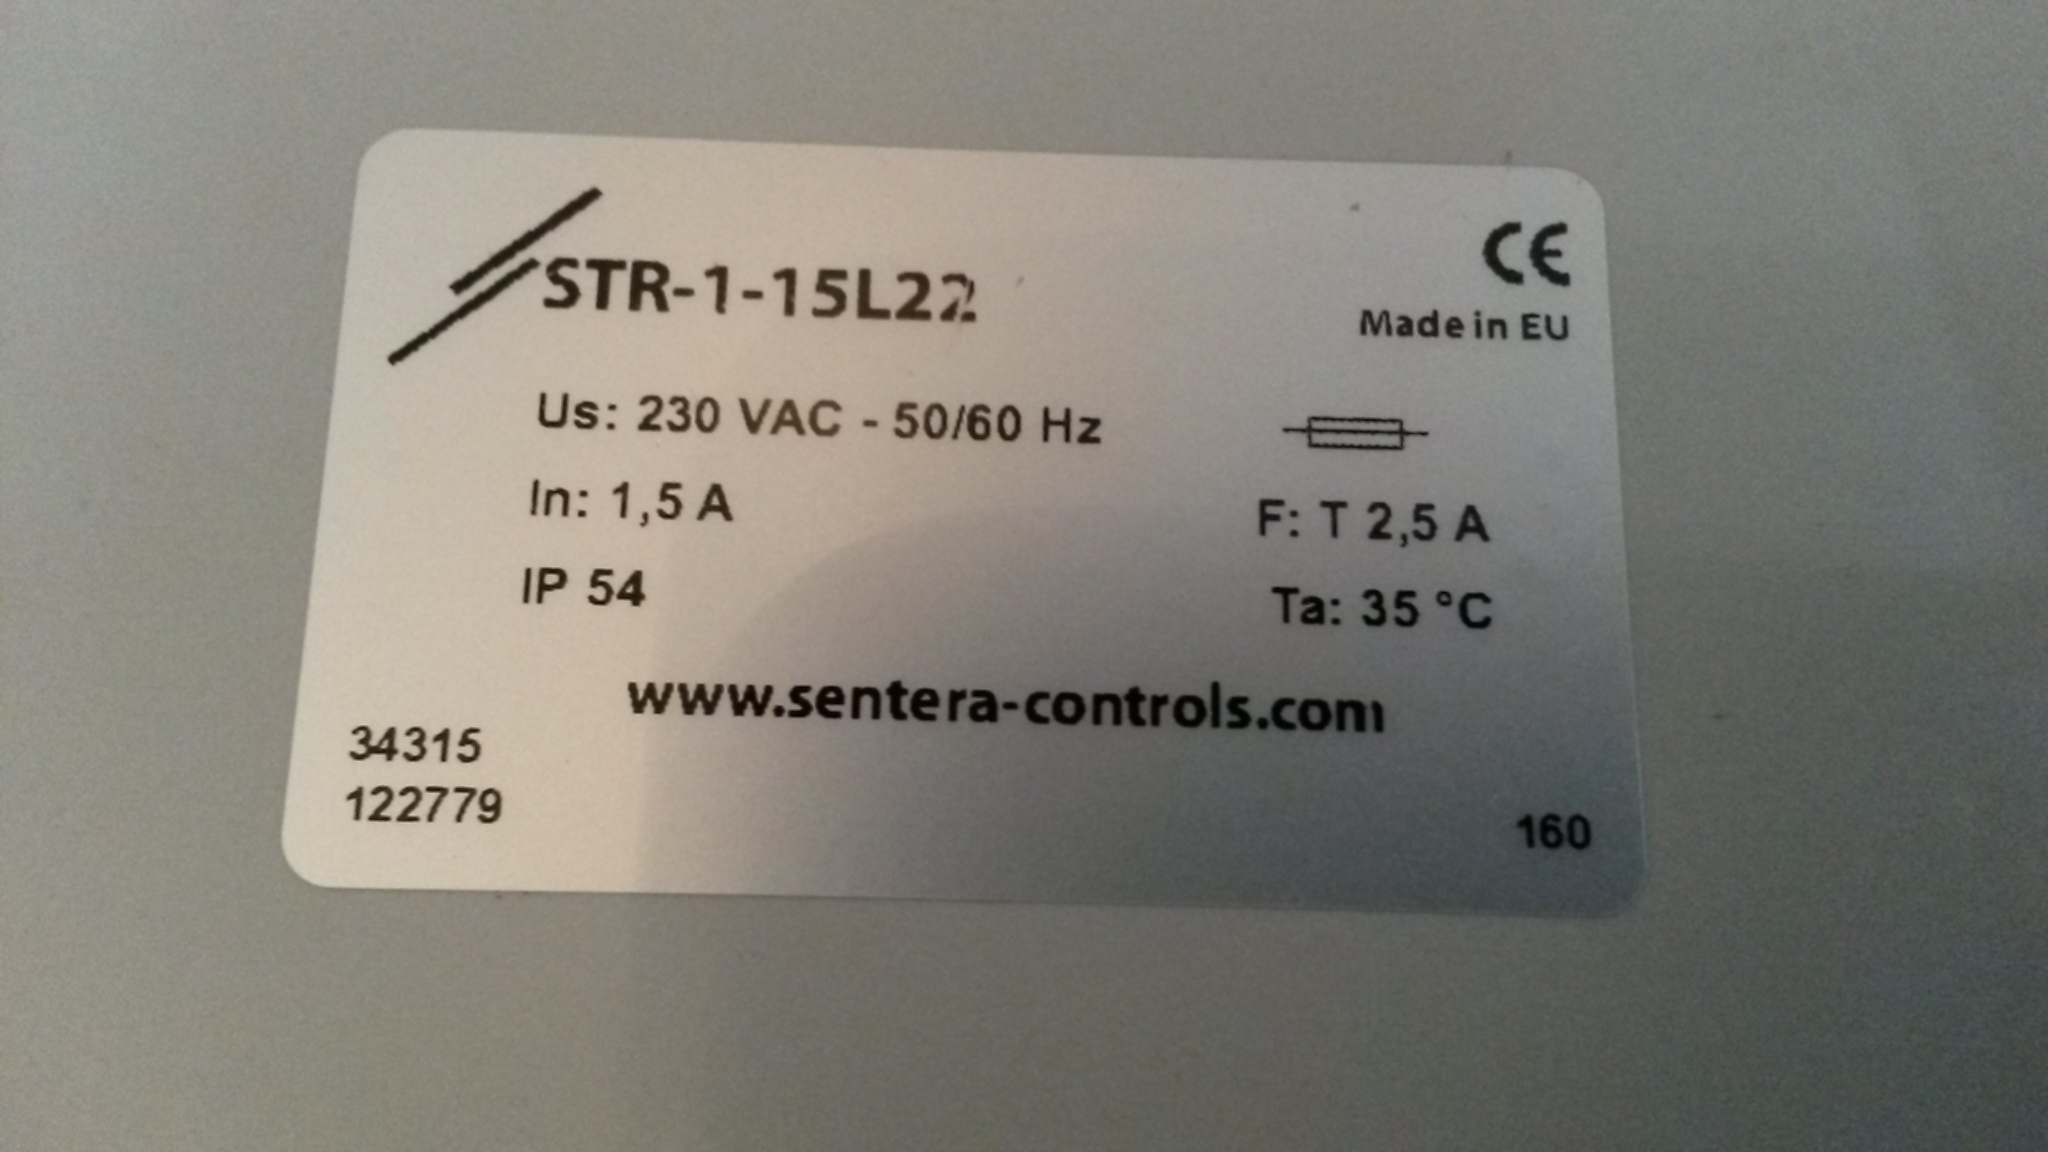 STR-1-15L22
CE
Made in EU
Us: 230 VAC - 50/60 Hz
In: 1,5 A
F: T 2,5 A
IP 54
Ta: 35 °C
www.sentera-controls.com
34315
122779
160